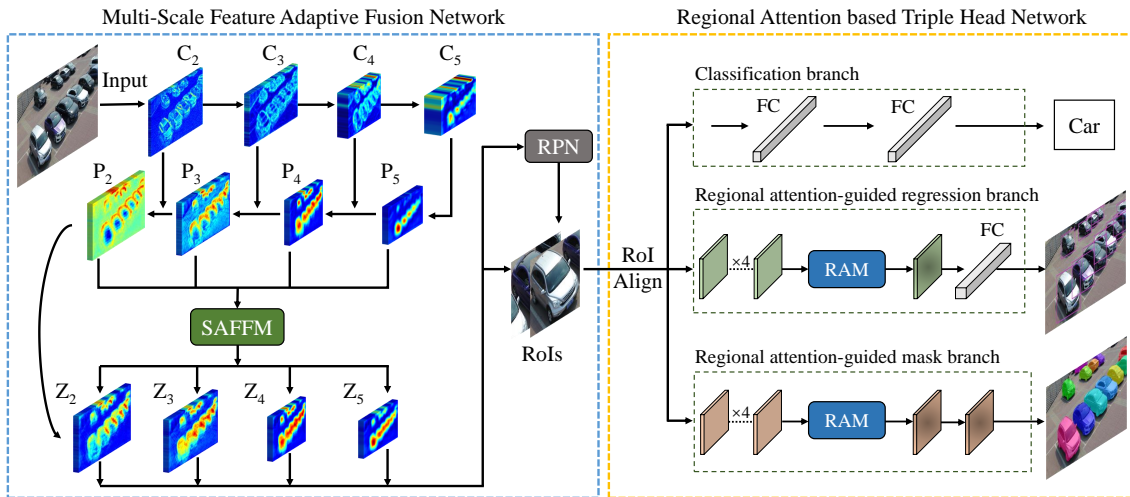 Multi-Scale Feature Adaptive Fusion Network
Regional Attention based Triple Head Network
Input
C2
C3
C4
C5
P2
P3
P4
P5
SAFFM
Z2
Z3
Z4
Z5
RPN
RoIs
RoI
Align
Classification branch
FC
FC
Car
Regional attention-guided regression branch
×4
RAM
FC
Regional attention-guided mask branch
×4
RAM